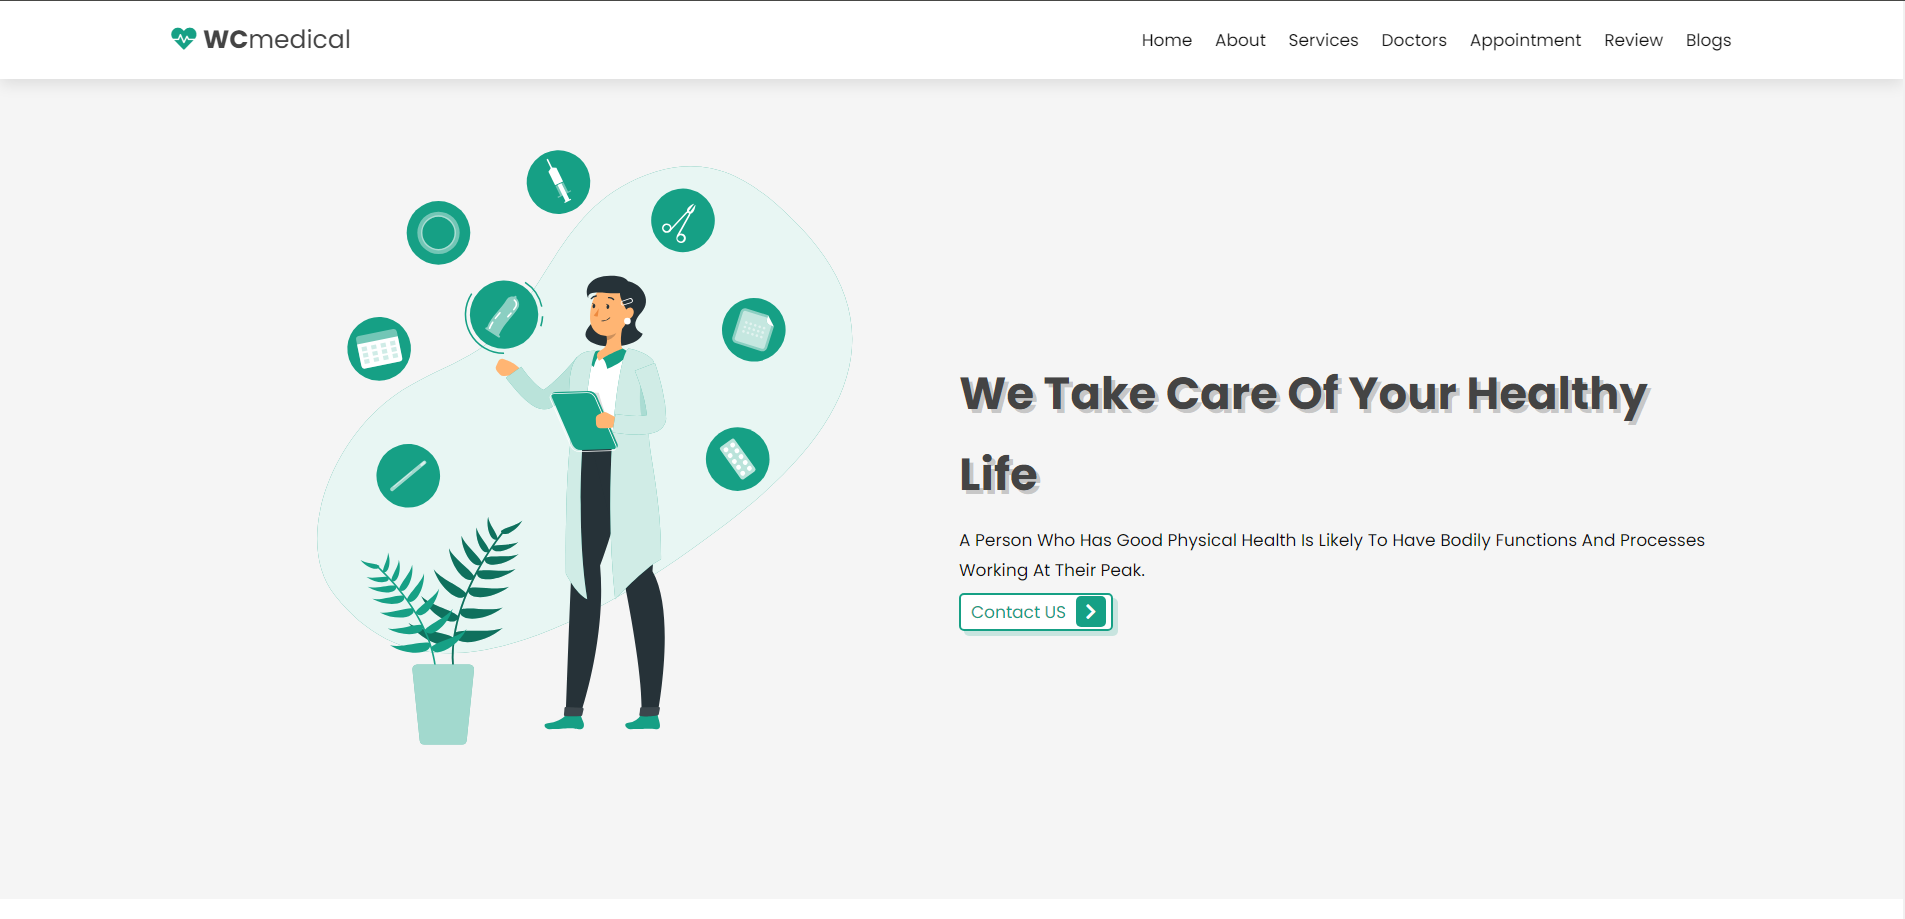 WCmedical
Home About Services Doctors Appointment Review Blogs
We Take Care Of Your Healthy
Life
A Person Who Has Good Physical Health Is Likely To Have Bodily Functions And Processes
Working At Their Peak.
Contact US